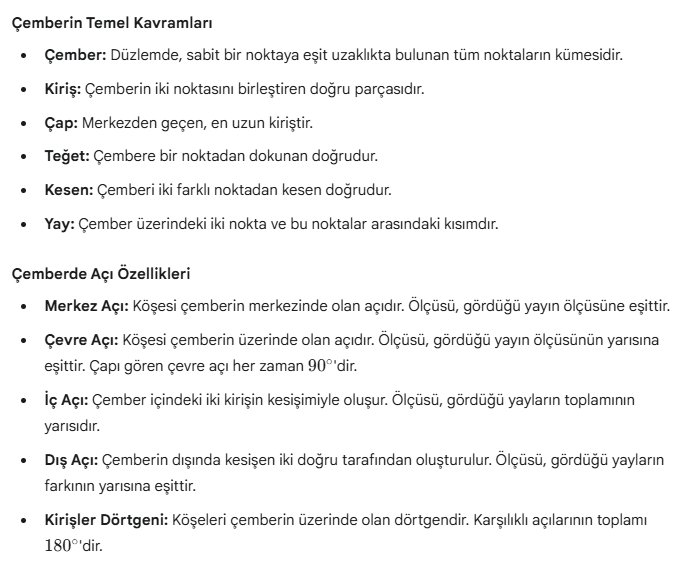 Çemberin Temel Kavramları
• Çember: Düzlemde, sabit bir noktaya eşit uzaklıkta bulunan tüm noktaların kümesidir.
• Kiriş: Çemberin iki noktasını birleştiren doğru parçasıdır.
• Çap: Merkezden geçen, en uzun kiriştir.
• Teğet: Çembere bir noktadan dokunan doğrudur.
• Kesen: Çemberi iki farklı noktadan kesen doğrudur.
• Yay: Çember üzerindeki iki nokta ve bu noktalar arasındaki kısımdır.
Çemberde Açı Özellikleri
• Merkez Açı: Köşesi çemberin merkezinde olan açıdır. Ölçüsü, gördüğü yayın ölçüsüne eşittir.
• Çevre Açı: Köşesi çemberin üzerinde olan açıdır. Ölçüsü, gördüğü yayın ölçüsünün yarısına
eşittir. Çapı gören çevre açı her zaman 90°'dir.
• İç Açı: Çember içindeki iki kirişin kesişimiyle oluşur. Ölçüsü, gördüğü yayların toplamının
yarısıdır.
• Dış Açı: Çemberin dışında kesişen iki doğru tarafından oluşturulur. Ölçüsü, gördüğü yayların
farkının yarısına eşittir.
• Kirişler Dörtgeni: Köşeleri çemberin üzerinde olan dörtgendir. Karşılıklı açılarının toplamı
180°'dir.